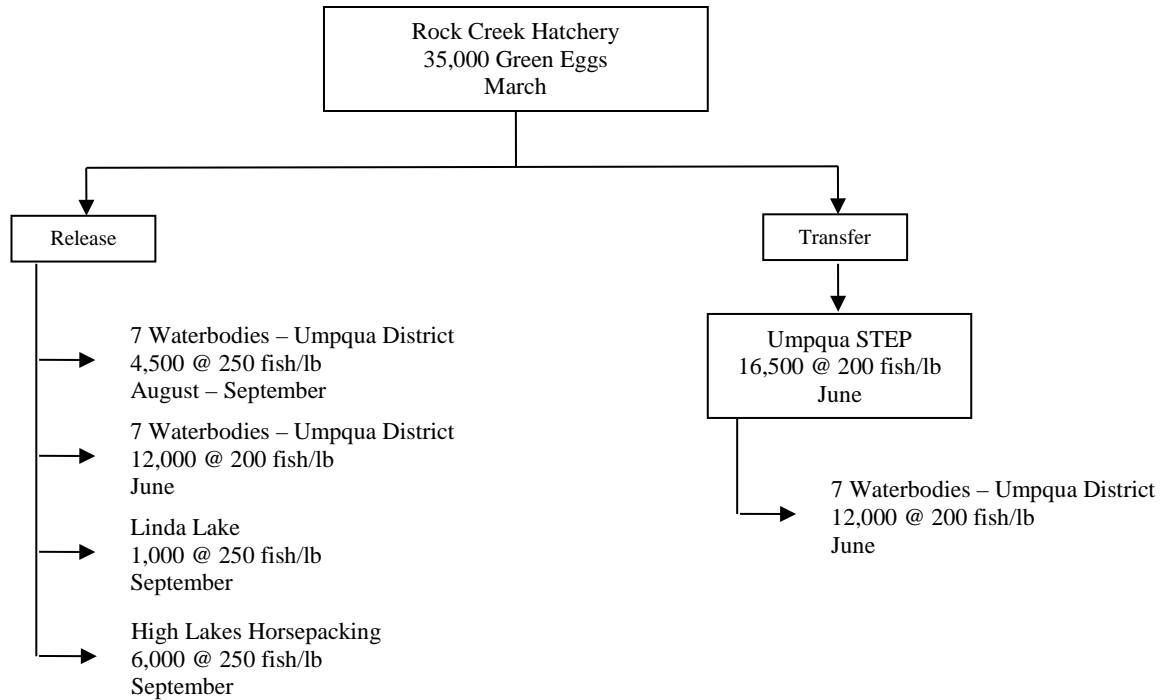 Rock Creek Hatchery
35,000 Green Eggs
March
Release
7 Waterbodies – Umpqua District
4,500 @ 250 fish/lb
August – September
7 Waterbodies – Umpqua District
12,000 @ 200 fish/lb
June
Linda Lake
1,000 @ 250 fish/lb
September
High Lakes Horsepacking
6,000 @ 250 fish/lb
September
Transfer
Umpqua STEP
16,500 @ 200 fish/lb
June
7 Waterbodies – Umpqua District
12,000 @ 200 fish/lb
June